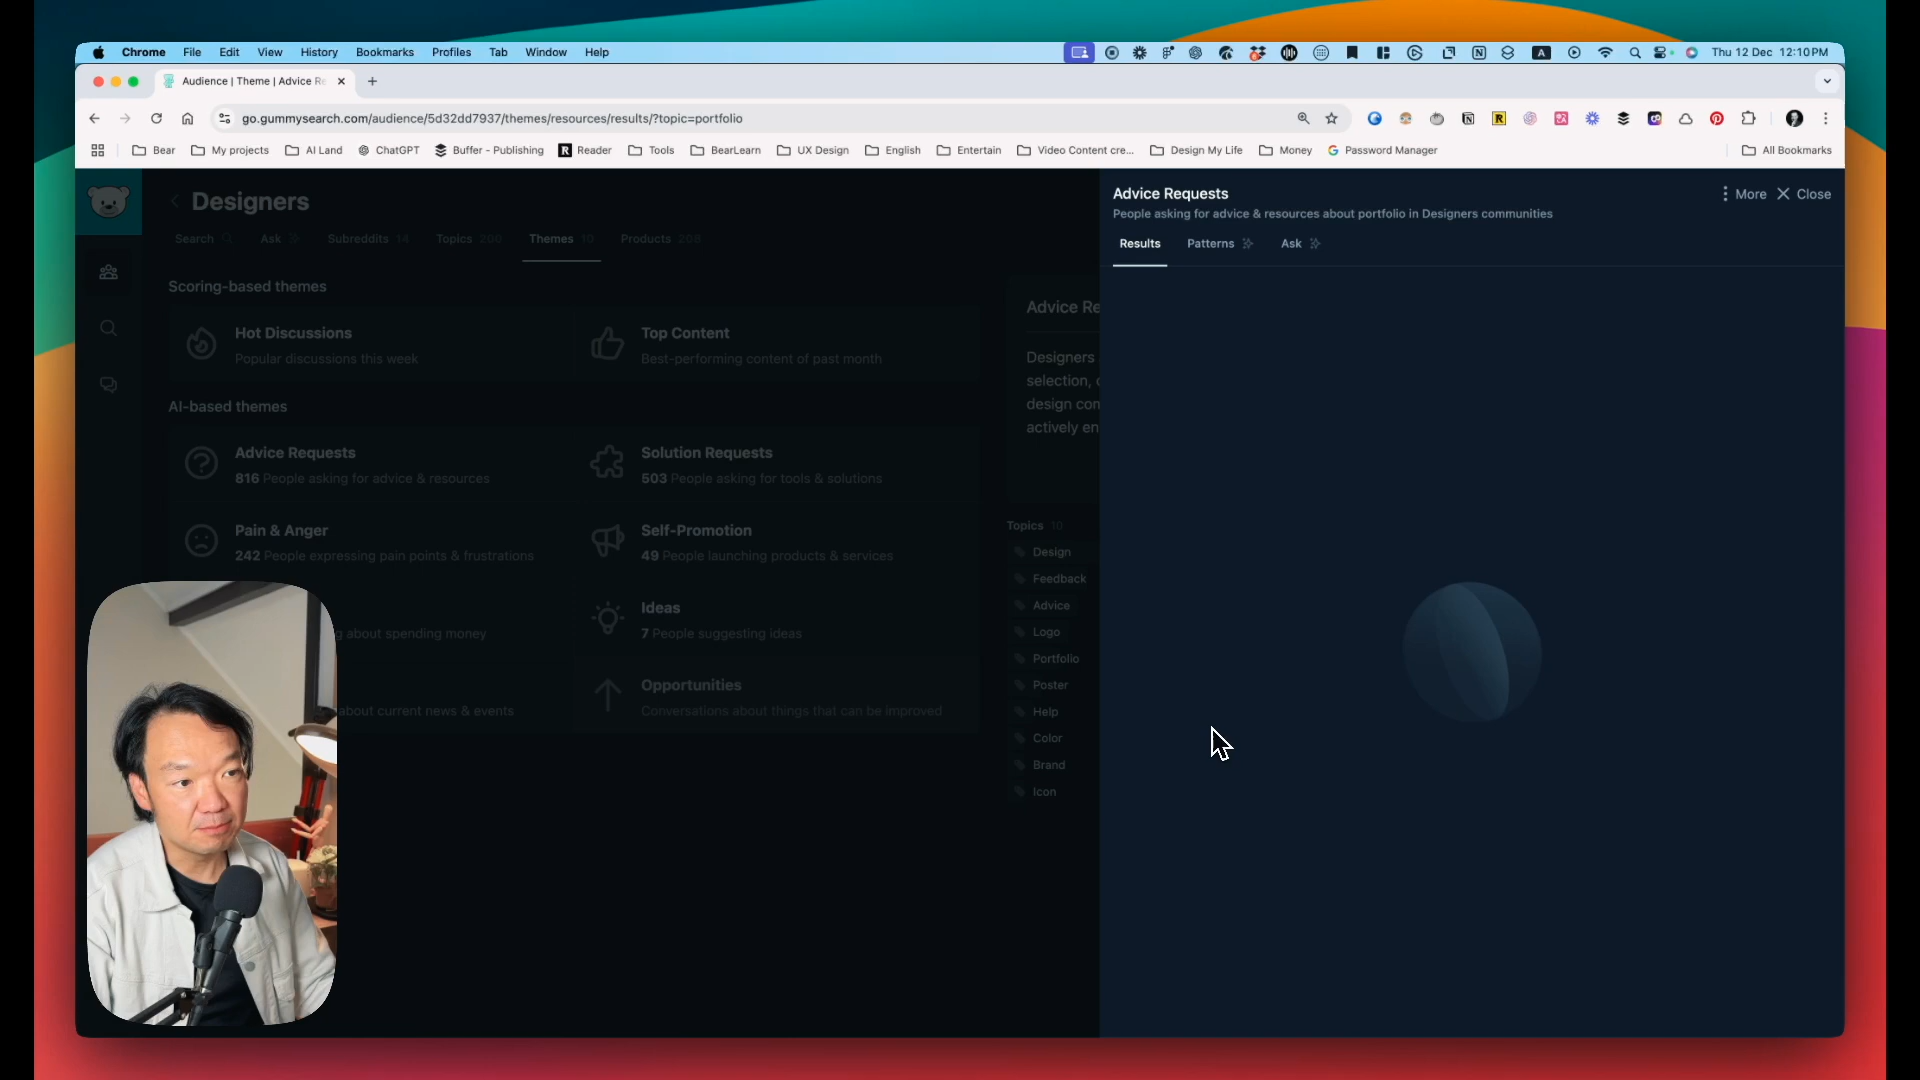 Chrome File Edit View History Bookmarks Profiles Tab Window Help
Thu 12 Dec 12:10 PM
Audience | Theme | Advice Re
go.gummysearch.com/audience/5d32dd7937/themes/resources/results/?topic=portfolio
Bear My projects AI Land ChatGPT Buffer - Publishing Reader Tools BearLearn UX Design English Entertain Video Content cre... Design My Life Money Password Manager All Bookmarks
Designers
Search Ask Subreddits 14 Topics 200 Themes 10 Products 208
Scoring-based themes
Hot Discussions
Popular discussions this week
Top Content
Best-performing content of past month
AI-based themes
Advice Requests
816 People asking for advice & resources
Solution Requests
503 People asking for tools & solutions
Pain & Anger
242 People expressing pain points & frustrations
Self-Promotion
49 People launching products & services
about spending money
Ideas
7 People suggesting ideas
about current news & events
Opportunities
Conversations about things that can be improved
Advice Re
Designers
selection,
design con
actively en
Topics 10
Design
Feedback
Advice
Logo
Portfolio
Poster
Help
Color
Brand
Icon
Advice Requests
People asking for advice & resources about portfolio in Designers communities
More Close
Results Patterns Ask